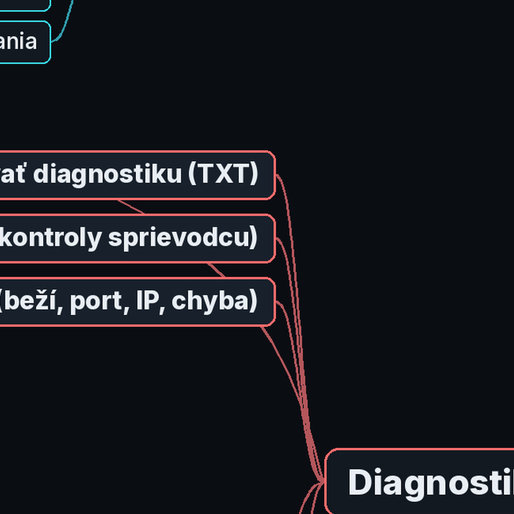 ania
ať diagnostiku (TXT)
kontroly sprievodcu)
(beží, port, IP, chyba)
Diagnosti